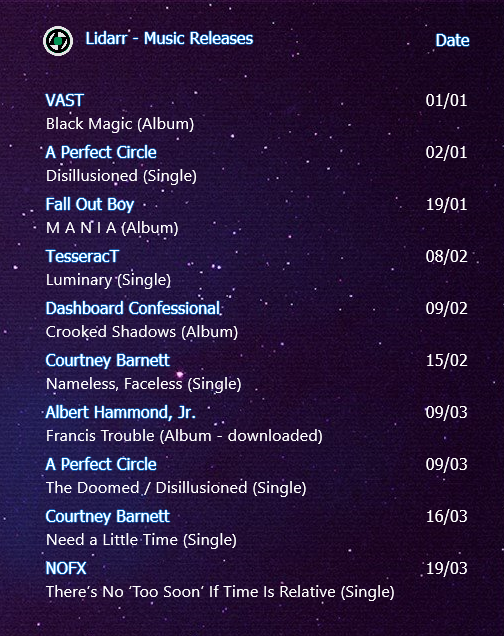 Lidarr - Music Releases Date
VAST 01/01
Black Magic (Album)
A Perfect Circle 02/01
Disillusioned (Single)
Fall Out Boy 19/01
M A N I A (Album)
TesseracT 08/02
Luminary (Single)
Dashboard Confessional 09/02
Crooked Shadows (Album)
Courtney Barnett 15/02
Nameless, Faceless (Single)
Albert Hammond, Jr. 09/03
Francis Trouble (Album - downloaded)
A Perfect Circle 09/03
The Doomed / Disillusioned (Single)
Courtney Barnett 16/03
Need a Little Time (Single)
NOFX 19/03
There’s No ‘Too Soon’ If Time Is Relative (Single)